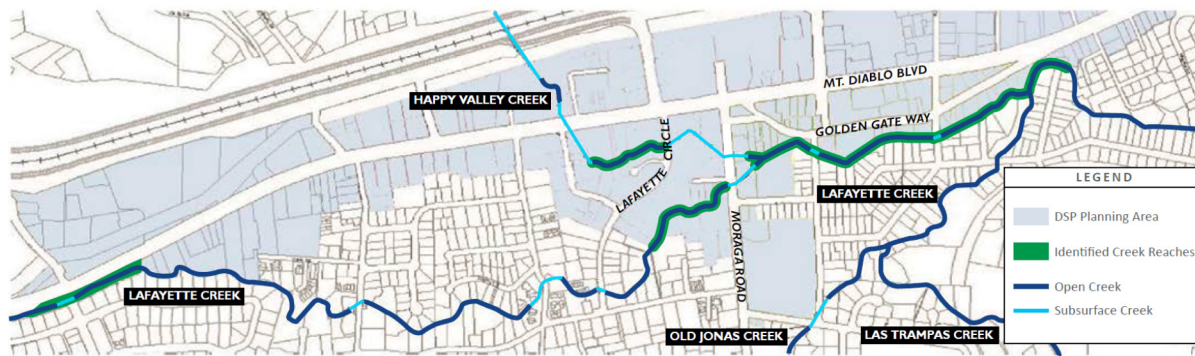 MT. DIABLO BLVD
HAPPY VALLEY CREEK
GOLDEN GATE WAY
LAFAYETTE CIRCLE
LAFAYETTE CREEK
MORAGA ROAD
LAFAYETTE CREEK
OLD JONAS CREEK
LAS TRAMPAS CREEK
LEGEND
DSP Planning Area
Identified Creek Reaches
Open Creek
Subsurface Creek